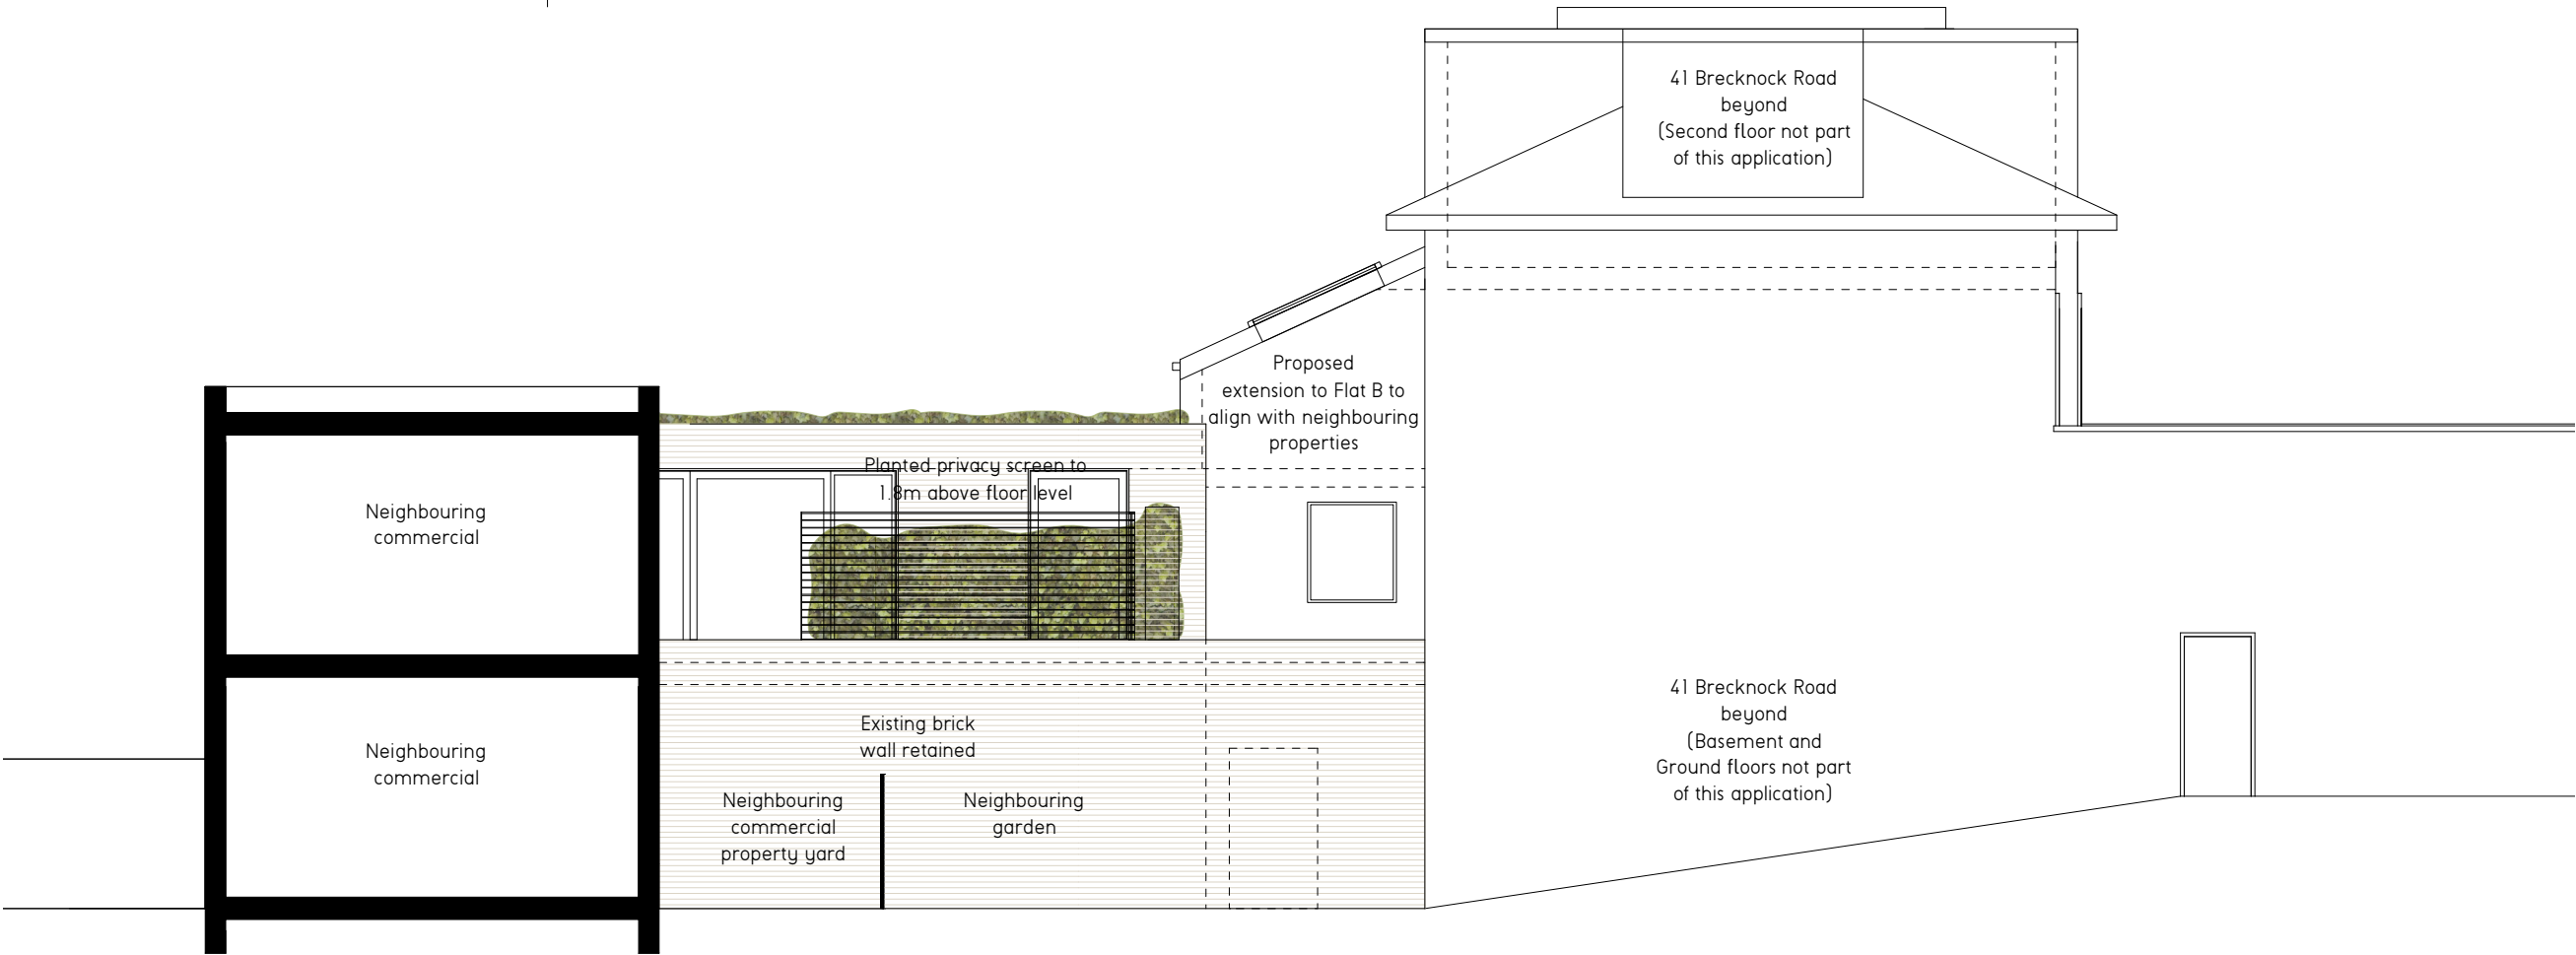 41 Brecknock Road
beyond
(Second floor not part
of this application)
Proposed
extension to Flat B to
align with neighbouring
properties
Planted privacy screen to
1.8m above floor level
Neighbouring
commercial
Neighbouring
commercial
Existing brick
wall retained
Neighbouring
commercial
property yard
Neighbouring
garden
41 Brecknock Road
beyond
(Basement and
Ground floors not part
of this application)